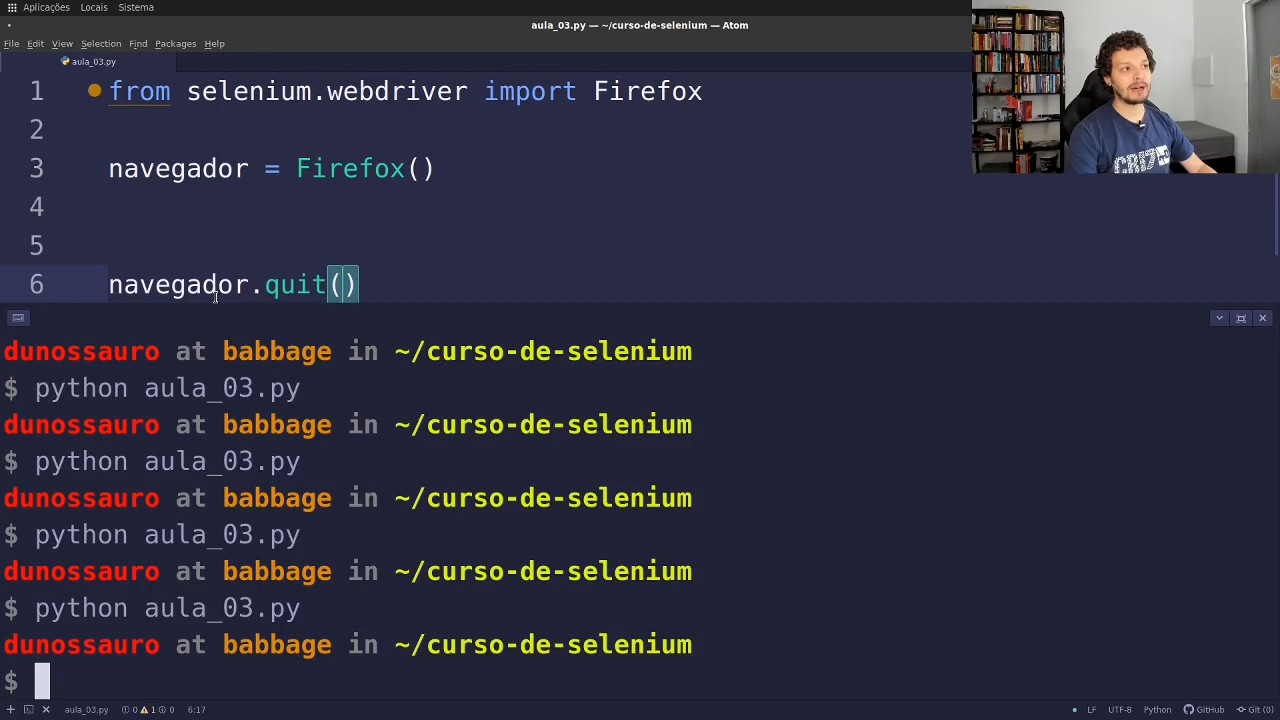 Aplicações Locais Sistema
aula_03.py — ~/curso-de-selenium — Atom
File Edit View Selection Find Packages Help
aula_03.py
1 from selenium.webdriver import Firefox
2
3 navegador = Firefox()
4
5
6 navegador.quit()
dunossauro at babbage in ~/curso-de-selenium
$ python aula_03.py
dunossauro at babbage in ~/curso-de-selenium
$ python aula_03.py
dunossauro at babbage in ~/curso-de-selenium
$ python aula_03.py
dunossauro at babbage in ~/curso-de-selenium
$ python aula_03.py
dunossauro at babbage in ~/curso-de-selenium
$
aula_03.py 0 1 0 6:17 LF UTF-8 Python GitHub Git (0)